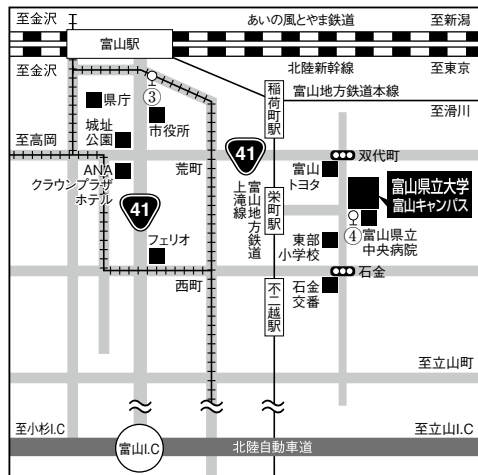 至金沢
あいの風とやま鉄道
至新潟
富山駅
至金沢
北陸新幹線
至東京
③
稲荷町駅
富山地方鉄道本線
至滑川
県庁
市役所
城址
公園
至高岡
荒町
41
双代町
ANA
クラウンプラザ
ホテル
富山
トヨタ
富山県立大学
富山キャンパス
41
富山地方鉄道
上滝線
栄町駅
④
富山県立
中央病院
フェリオ
東部
小学校
西町
不二越駅
石金
石金
交番
至立山町
至小杉I.C
富山I.C
北陸自動車道
至立山I.C